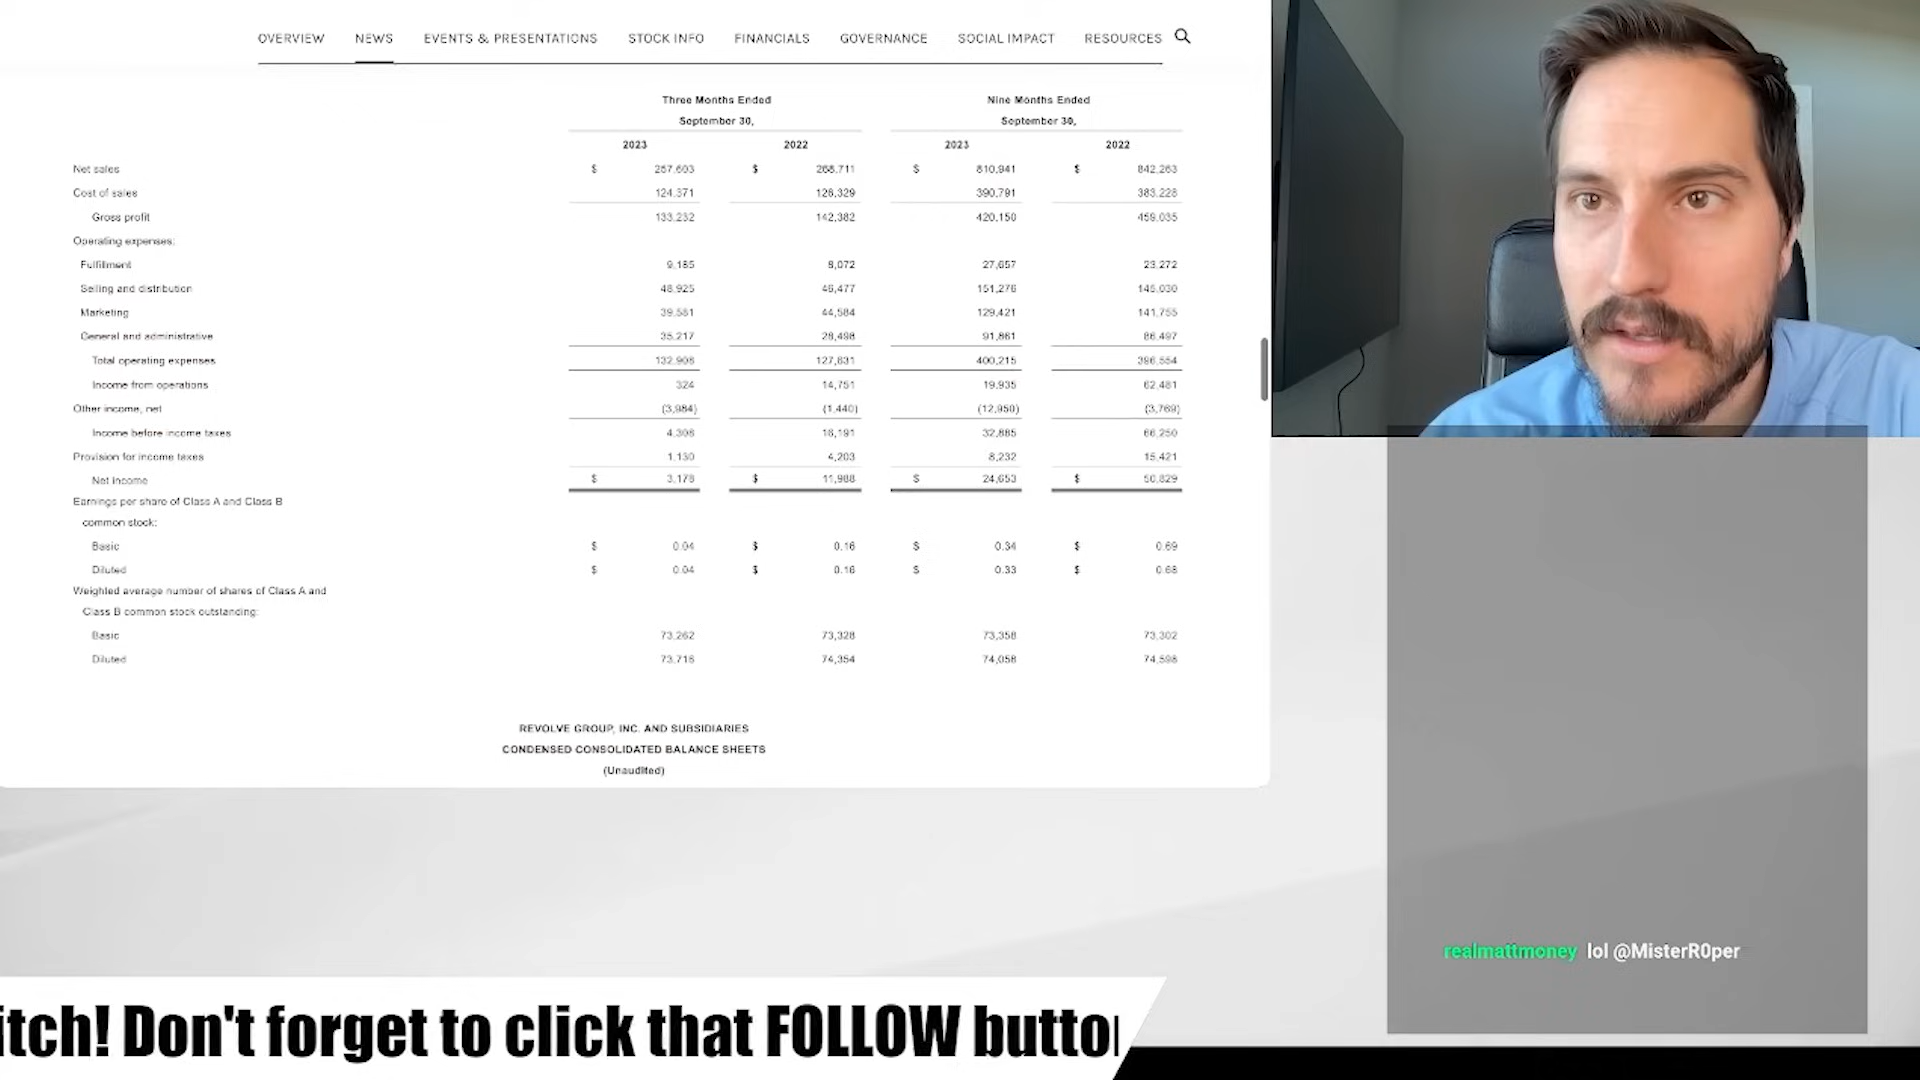 OVERVIEW NEWS EVENTS & PRESENTATIONS STOCK INFO FINANCIALS GOVERNANCE SOCIAL IMPACT RESOURCES
Three Months Ended Nine Months Ended
September 30, September 30,
2023 2022 2023 2022
Net sales $ 257,603 $ 268,711 $ 810,941 $ 842,263
Cost of sales 124,371 126,329 390,791 383,228
Gross profit 133,232 142,382 420,150 459,035
Operating expenses:
Fulfillment 9,185 8,072 27,657 23,272
Selling and distribution 48,925 46,477 151,276 145,030
Marketing 39,581 44,584 129,421 141,755
General and administrative 35,217 28,498 91,861 86,497
Total operating expenses 132,908 127,631 400,215 396,554
Income from operations 324 14,751 19,935 62,481
Other income, net (3,984) (1,440) (12,950) (3,769)
Income before income taxes 4,308 16,191 32,885 66,250
Provision for income taxes 1,130 4,203 8,232 15,421
Net income $ 3,178 $ 11,988 $ 24,653 $ 50,829
Earnings per share of Class A and Class B
common stock:
Basic $ 0.04 $ 0.16 $ 0.34 $ 0.69
Diluted $ 0.04 $ 0.16 $ 0.33 $ 0.68
Weighted average number of shares of Class A and
Class B common stock outstanding:
Basic 73,262 73,328 73,358 73,302
Diluted 73,716 74,354 74,058 74,598
REVOLVE GROUP, INC. AND SUBSIDIARIES
CONDENSED CONSOLIDATED BALANCE SHEETS
(Unaudited)
realmattmoney lol @MisterR0per
itch! Don't forget to click that FOLLOW butto